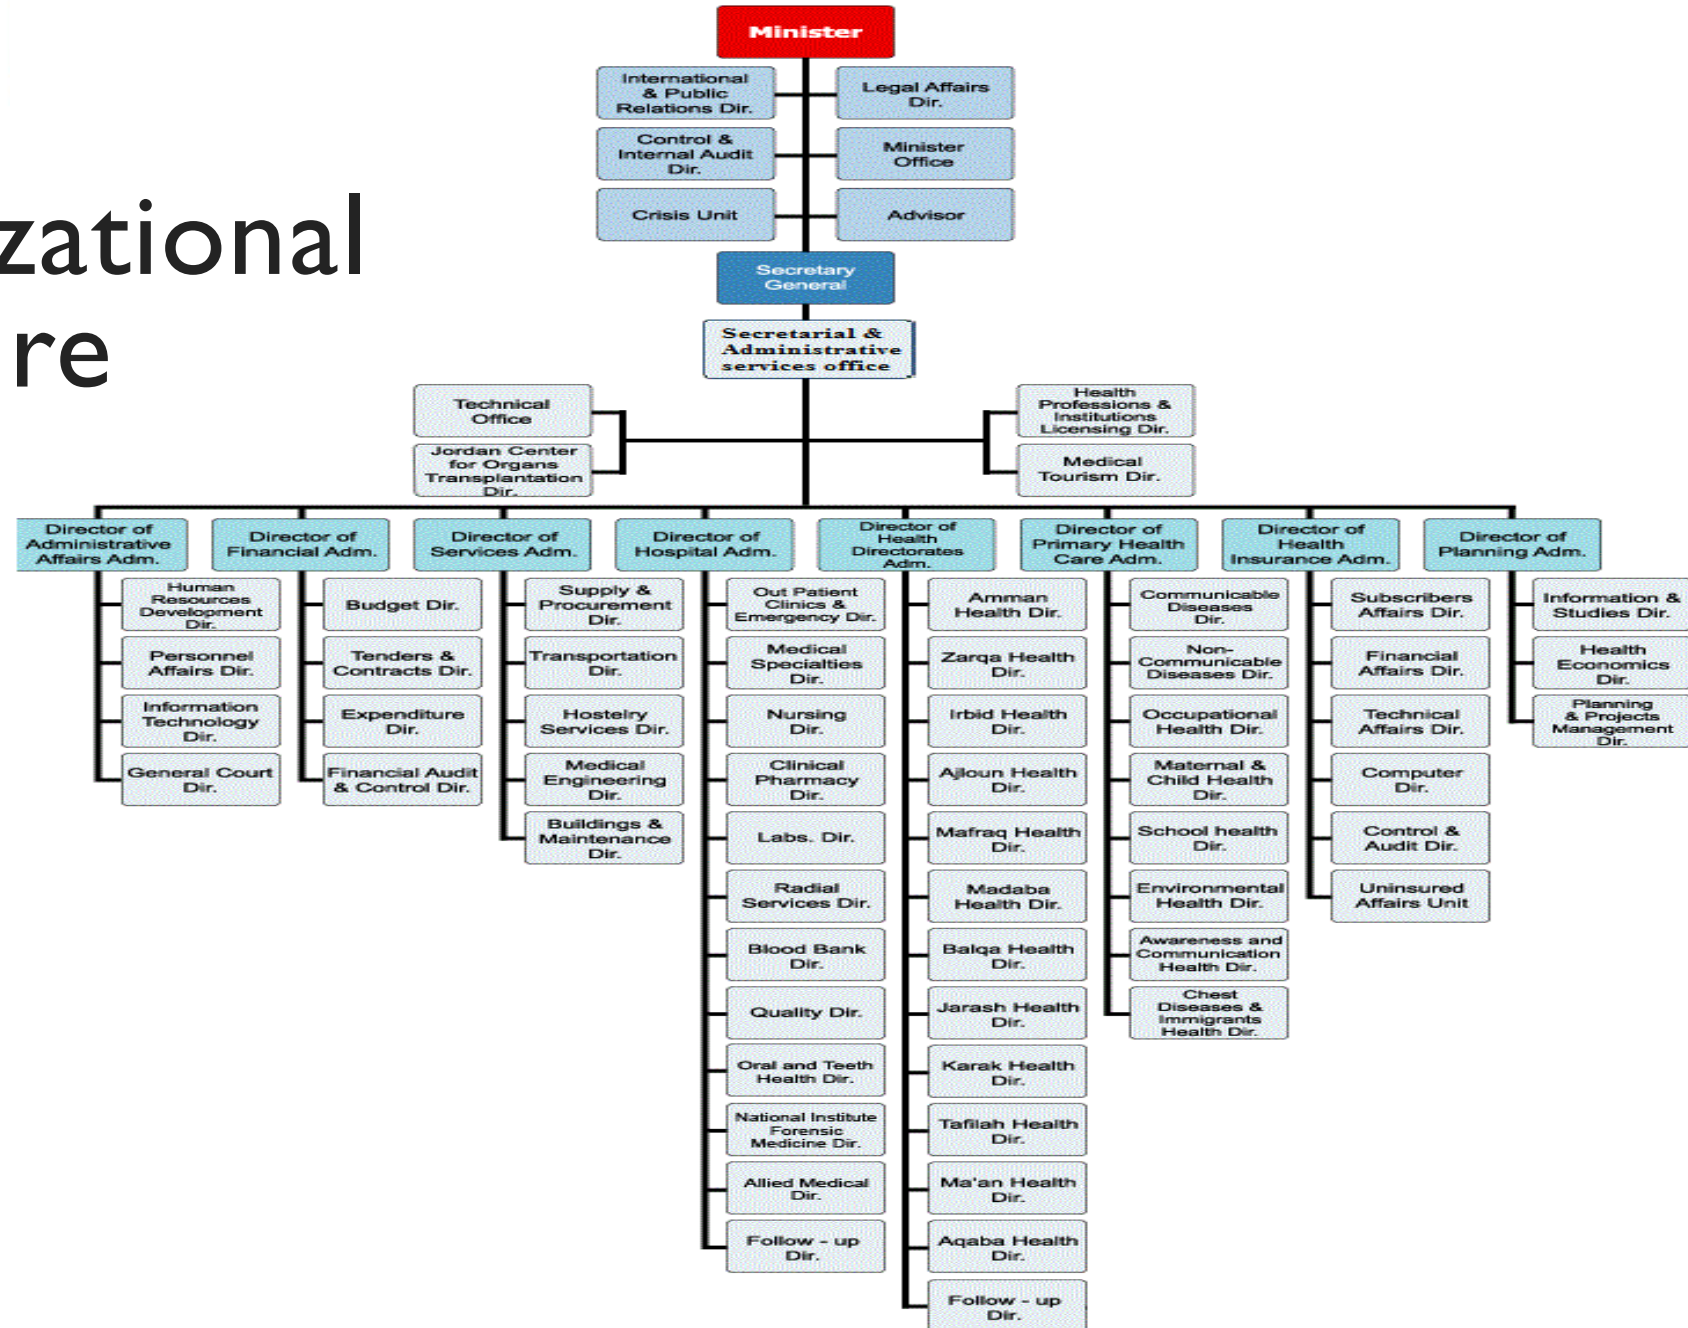 zational
re
Minister
International
& Public
Relations Dir.
Legal Affairs
Dir.
Control &
Internal Audit
Dir.
Minister
Office
Crisis Unit
Advisor
Secretary
General
Secretarial &
Administrative
services office
Technical
Office
Jordan Center
for Organs
Transplantation
Dir.
Health
Professions &
Institutions
Licensing Dir.
Medical
Tourism Dir.
Director of
Administrative
Affairs Adm.
Director of
Financial Adm.
Director of
Services Adm.
Director of
Hospital Adm.
Director of
Health
Directorates
Adm.
Director of
Primary Health
Care Adm.
Director of
Health
Insurance Adm.
Director of
Planning Adm.
Human
Resources
Development
Dir.
Personnel
Affairs Dir.
Information
Technology
Dir.
General Court
Dir.
Budget Dir.
Tenders &
Contracts Dir.
Expenditure
Dir.
Financial Audit
& Control Dir.
Supply &
Procurement
Dir.
Transportation
Dir.
Hostelry
Services Dir.
Medical
Engineering
Dir.
Buildings &
Maintenance
Dir.
Out Patient
Clinics &
Emergency Dir.
Medical
Specialties
Dir.
Nursing
Dir.
Clinical
Pharmacy
Dir.
Labs. Dir.
Radial
Services Dir.
Blood Bank
Dir.
Quality Dir.
Oral and Teeth
Health Dir.
National Institute
Forensic
Medicine Dir.
Allied Medical
Dir.
Follow - up
Dir.
Amman
Health Dir.
Zarqa Health
Dir.
Irbid Health
Dir.
Ajloun Health
Dir.
Mafraq Health
Dir.
Madaba
Health Dir.
Balqa Health
Dir.
Jarash Health
Dir.
Karak Health
Dir.
Tafilah Health
Dir.
Ma'an Health
Dir.
Aqaba Health
Dir.
Follow - up
Dir.
Communicable
Diseases
Dir.
Non-
Communicable
Diseases Dir.
Occupational
Health Dir.
Maternal &
Child Health
Dir.
School health
Dir.
Environmental
Health Dir.
Awareness and
Communication
Health Dir.
Chest
Diseases &
Immigrants
Health Dir.
Subscribers
Affairs Dir.
Financial
Affairs Dir.
Technical
Affairs Dir.
Computer
Dir.
Control &
Audit Dir.
Uninsured
Affairs Unit
Information &
Studies Dir.
Health
Economics
Dir.
Planning
& Projects
Management
Dir.